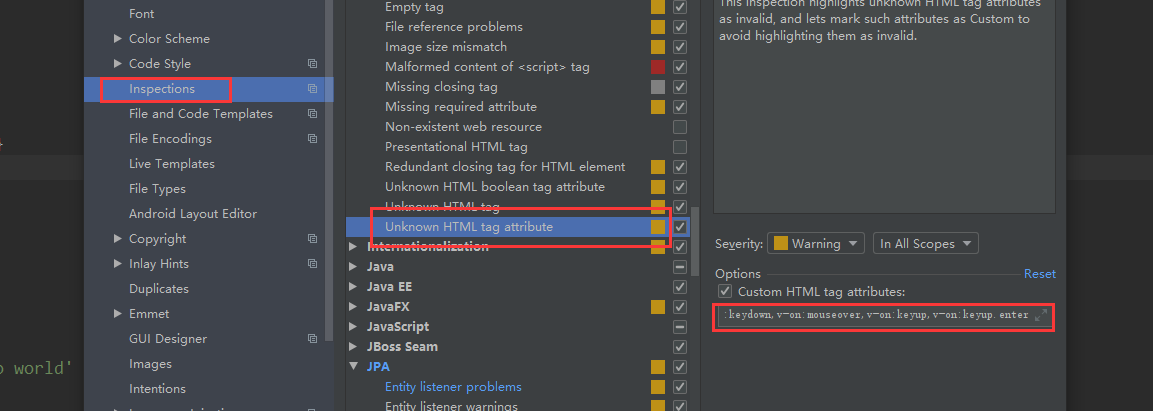 Font
Color Scheme
Code Style
Inspections
File and Code Templates
File Encodings
Live Templates
File Types
Android Layout Editor
Copyright
Inlay Hints
Duplicates
Emmet
GUI Designer
Images
Intentions
o world'
Empty tag
File reference problems
Image size mismatch
Malformed content of <script> tag
Missing closing tag
Missing required attribute
Non-existent web resource
Presentational HTML tag
Redundant closing tag for HTML element
Unknown HTML boolean tag attribute
Unknown HTML tag
Unknown HTML tag attribute
Internationalization
Java
Java EE
JavaFX
JavaScript
JBoss Seam
JPA
Entity listener problems
Entity listener warnings
This inspection highlights unknown HTML tag attributes
as invalid, and lets mark such attributes as Custom to
avoid highlighting them as invalid.
Severity: Warning In All Scopes
Options Reset
Custom HTML tag attributes:
:keydown,v-on:mouseover,v-on:keyup,v-on:keyup.enter